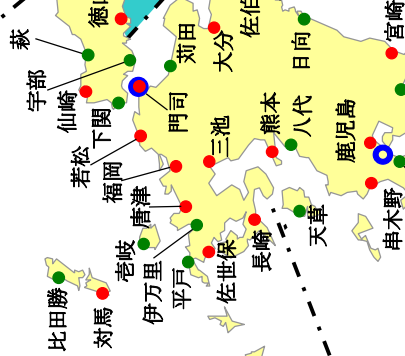 徳山
苅田
大分
佐伯
日向
宮崎
萩
宇部
仙崎
下関
門司
三池
熊本
八代
鹿児島
若松
福岡
唐津
壱岐
伊万里
平戸
佐世保
長崎
天草
串木野
比田勝
対馬